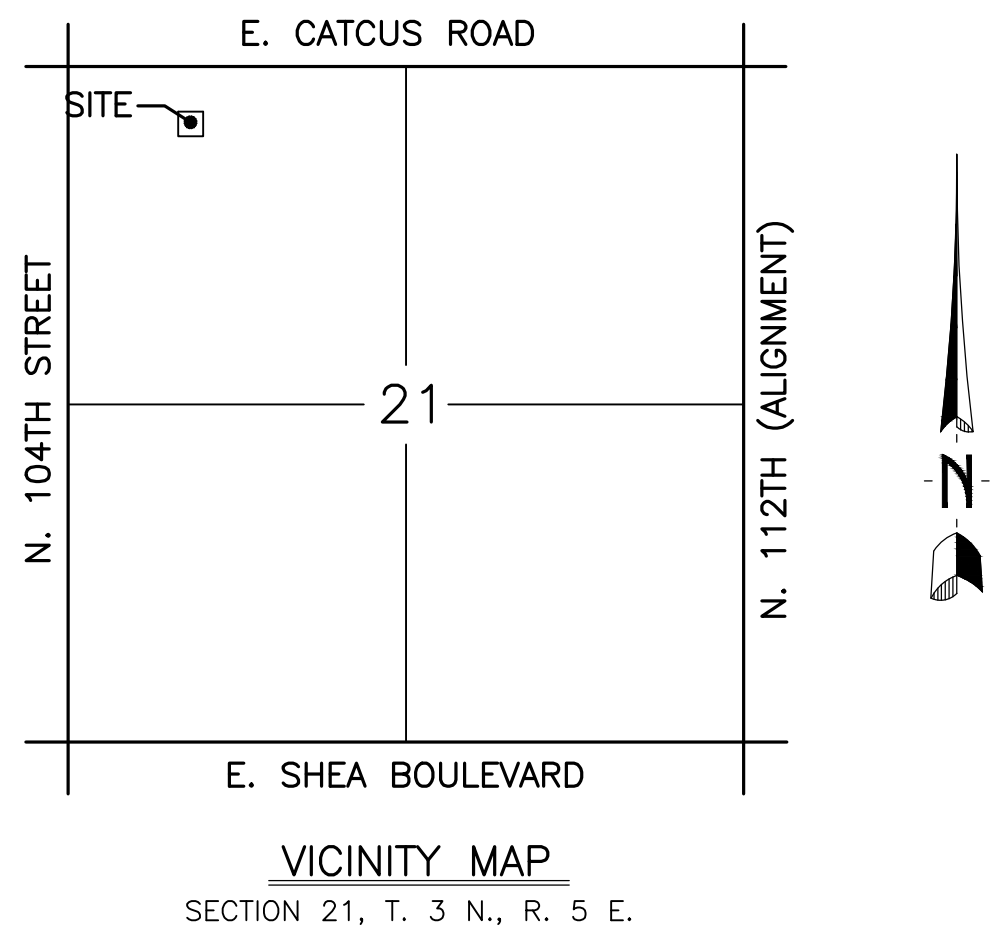 E. CATCUS ROAD
SITE
N. 104TH STREET
21
N. 112TH (ALIGNMENT)
N
E. SHEA BOULEVARD
VICINITY MAP
SECTION 21, T. 3 N., R. 5 E.